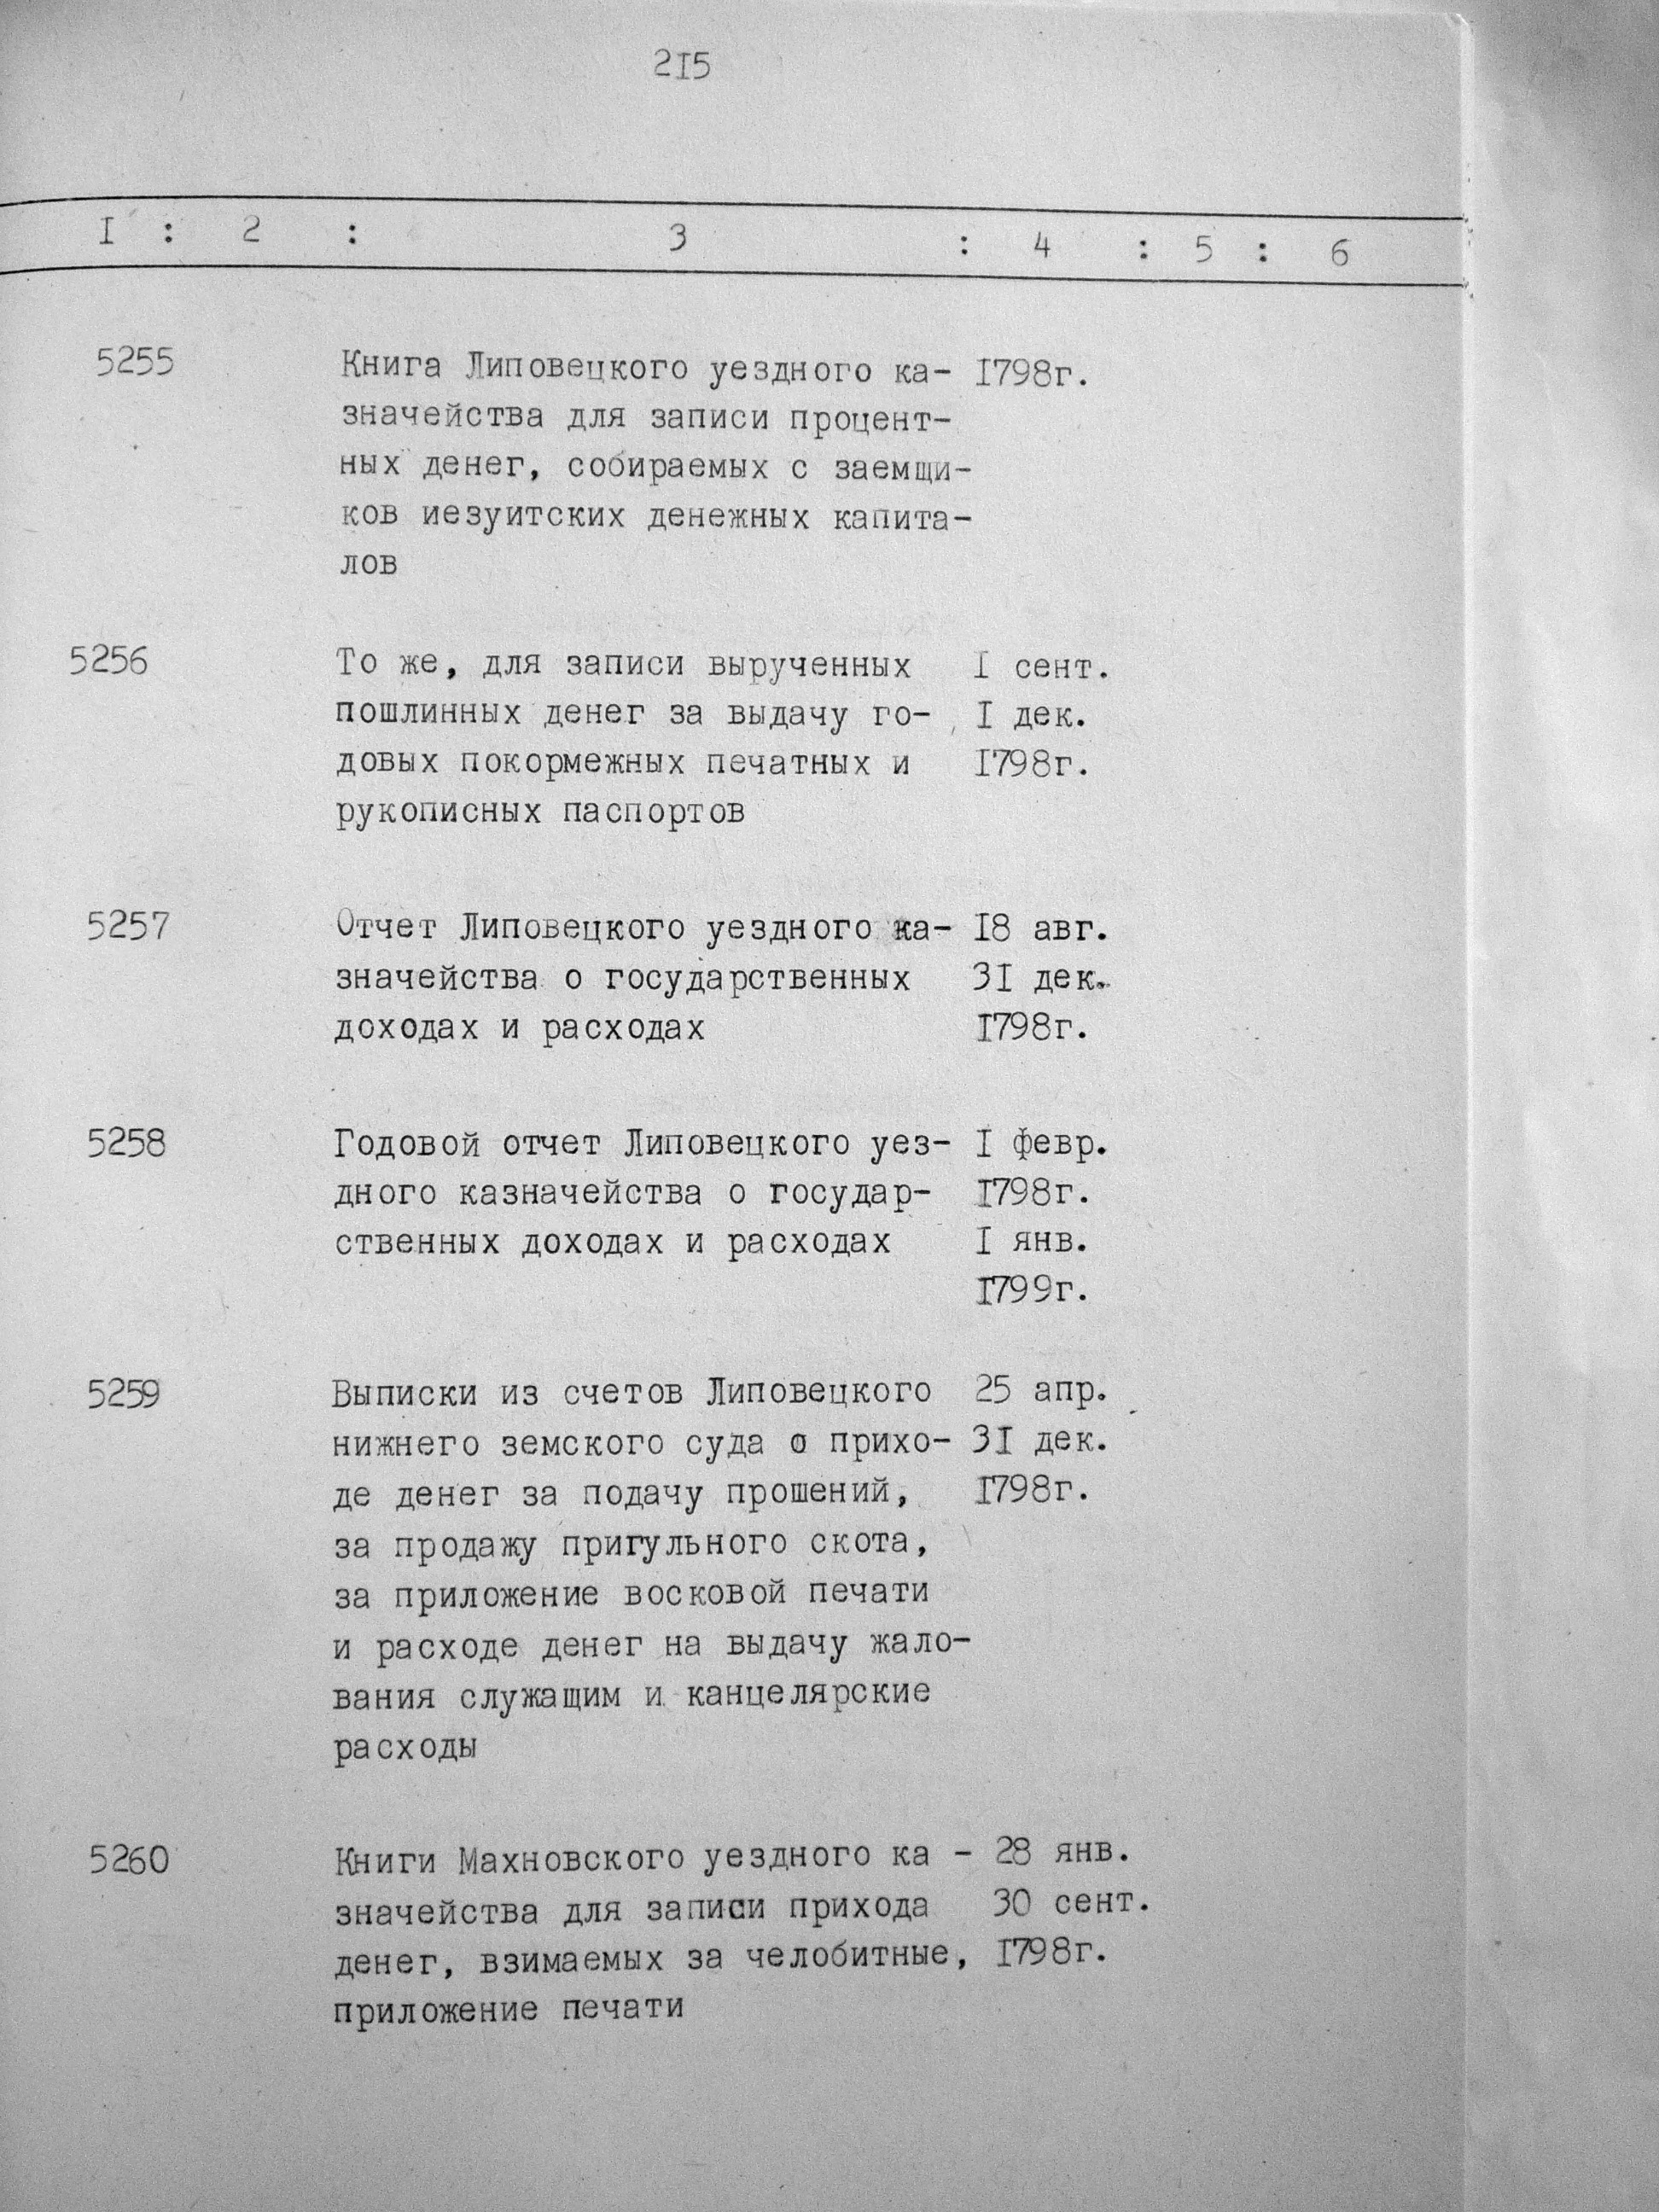 215
I : 2 : 3 : 4 : 5 : 6
5255 Книга Липовецкого уездного ка- I798г.
значейства для записи процент-
ных денег, собираемых с заемщи-
ков иезуитских денежных капита-
лов
5256 То же, для записи вырученных I сент.
пошлинных денег за выдачу го- I дек.
довых покормежных печатных и I798г.
рукописных паспортов
5257 Отчет Липовецкого уездного ка- I8 авг.
значейства о государственных 3I дек.
доходах и расходах I798г.
5258 Годовой отчет Липовецкого уез- I февр.
дного казначейства о государ- I798г.
ственных доходах и расходах I янв.
I799г.
5259 Выписки из счетов Липовецкого 25 апр.
нижнего земского суда о прихо- 3I дек.
де денег за подачу прошений, I798г.
за продажу пригульного скота,
за приложение восковой печати
и расходе денег на выдачу жало-
вания служащим и канцелярские
расходы
5260 Книги Махновского уездного ка - 28 янв.
значейства для записи прихода 30 сент.
денег, взимаемых за челобитные, I798г.
приложение печати